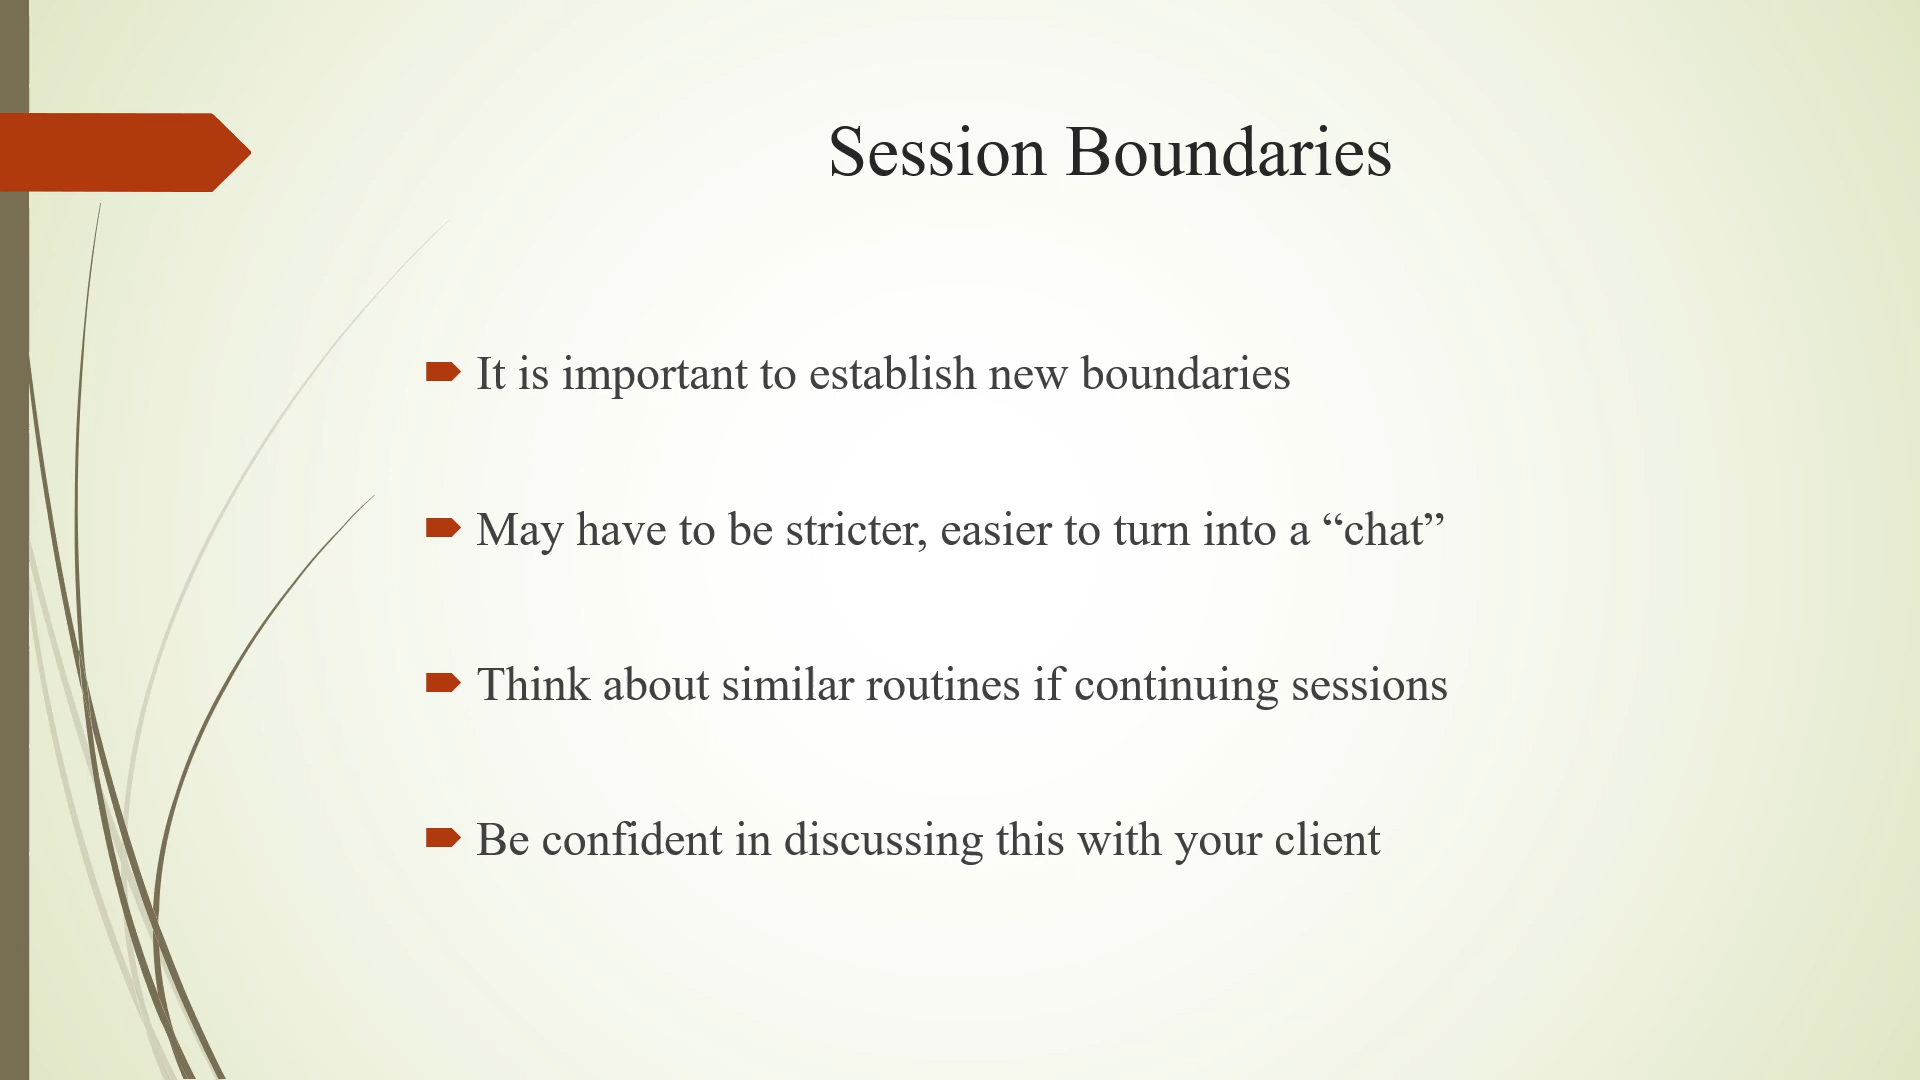 Session Boundaries
It is important to establish new boundaries
May have to be stricter, easier to turn into a “chat”
Think about similar routines if continuing sessions
Be confident in discussing this with your client